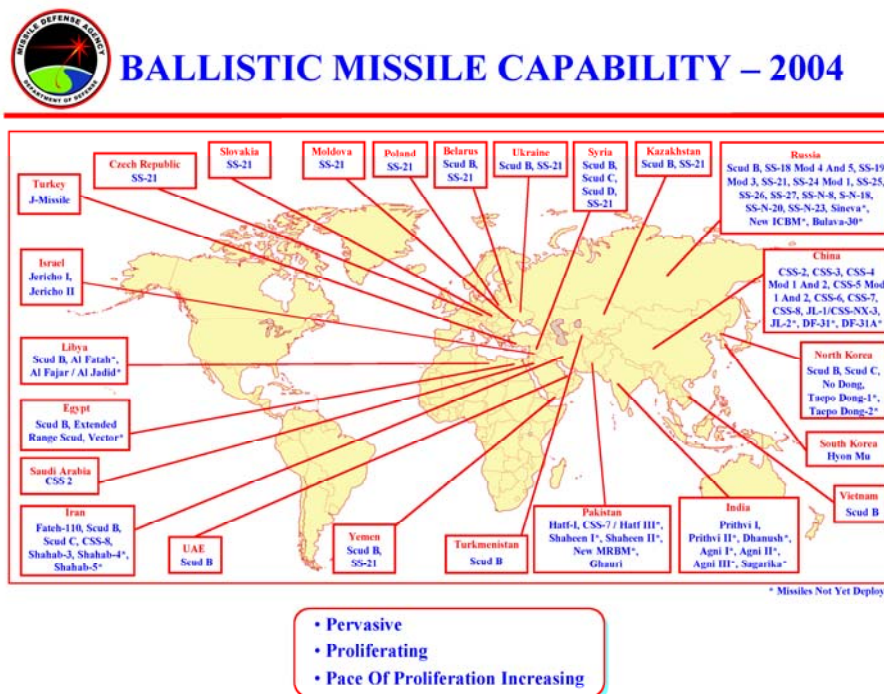 MISSILE DEFENSE AGENCY
DEPARTMENT OF DEFENSE
BALLISTIC MISSILE CAPABILITY – 2004
Slovakia
SS-21
Czech Republic
SS-21
Turkey
J-Missile
Moldova
SS-21
Poland
SS-21
Belarus
Scud B,
SS-21
Ukraine
Scud B, SS-21
Syria
Scud B,
Scud C,
Scud D,
SS-21
Kazakhstan
Scud B, SS-21
Russia
Scud B, SS-18 Mod 4 And 5, SS-19
Mod 3, SS-21, SS-24 Mod 1, SS-25,
SS-26, SS-27, SS-N-8, S-N-18,
SS-N-20, SS-N-23, Sineva*,
New ICBM*, Bulava-30*
Israel
Jericho I,
Jericho II
China
CSS-2, CSS-3, CSS-4
Mod 1 And 2, CSS-5 Mod
1 And 2, CSS-6, CSS-7,
CSS-8, JL-1/CSS-NX-3,
JL-2*, DF-31*, DF-31A*
Libya
Scud B, Al Fatah*,
Al Fajar / Al Jadid*
North Korea
Scud B, Scud C,
No Dong,
Taepo Dong-1*,
Taepo Dong-2*
Egypt
Scud B, Extended
Range Scud, Vector*
South Korea
Hyon Mu
Saudi Arabia
CSS 2
Vietnam
Scud B
Iran
Fateh-110, Scud B,
Scud C, CSS-8,
Shahab-3, Shahab-4*,
Shahab-5*
UAE
Scud B
Yemen
Scud B,
SS-21
Turkmenistan
Scud B
Pakistan
Hatf-I, CSS-7 / Hatf III*,
Shaheen I*, Shaheen II*,
New MRBM*,
Ghauri
India
Prithvi I,
Prithvi II*, Dhanush*,
Agni I*, Agni II*,
Agni III*, Sagarika*
* Missiles Not Yet Deploy
• Pervasive
• Proliferating
• Pace Of Proliferation Increasing